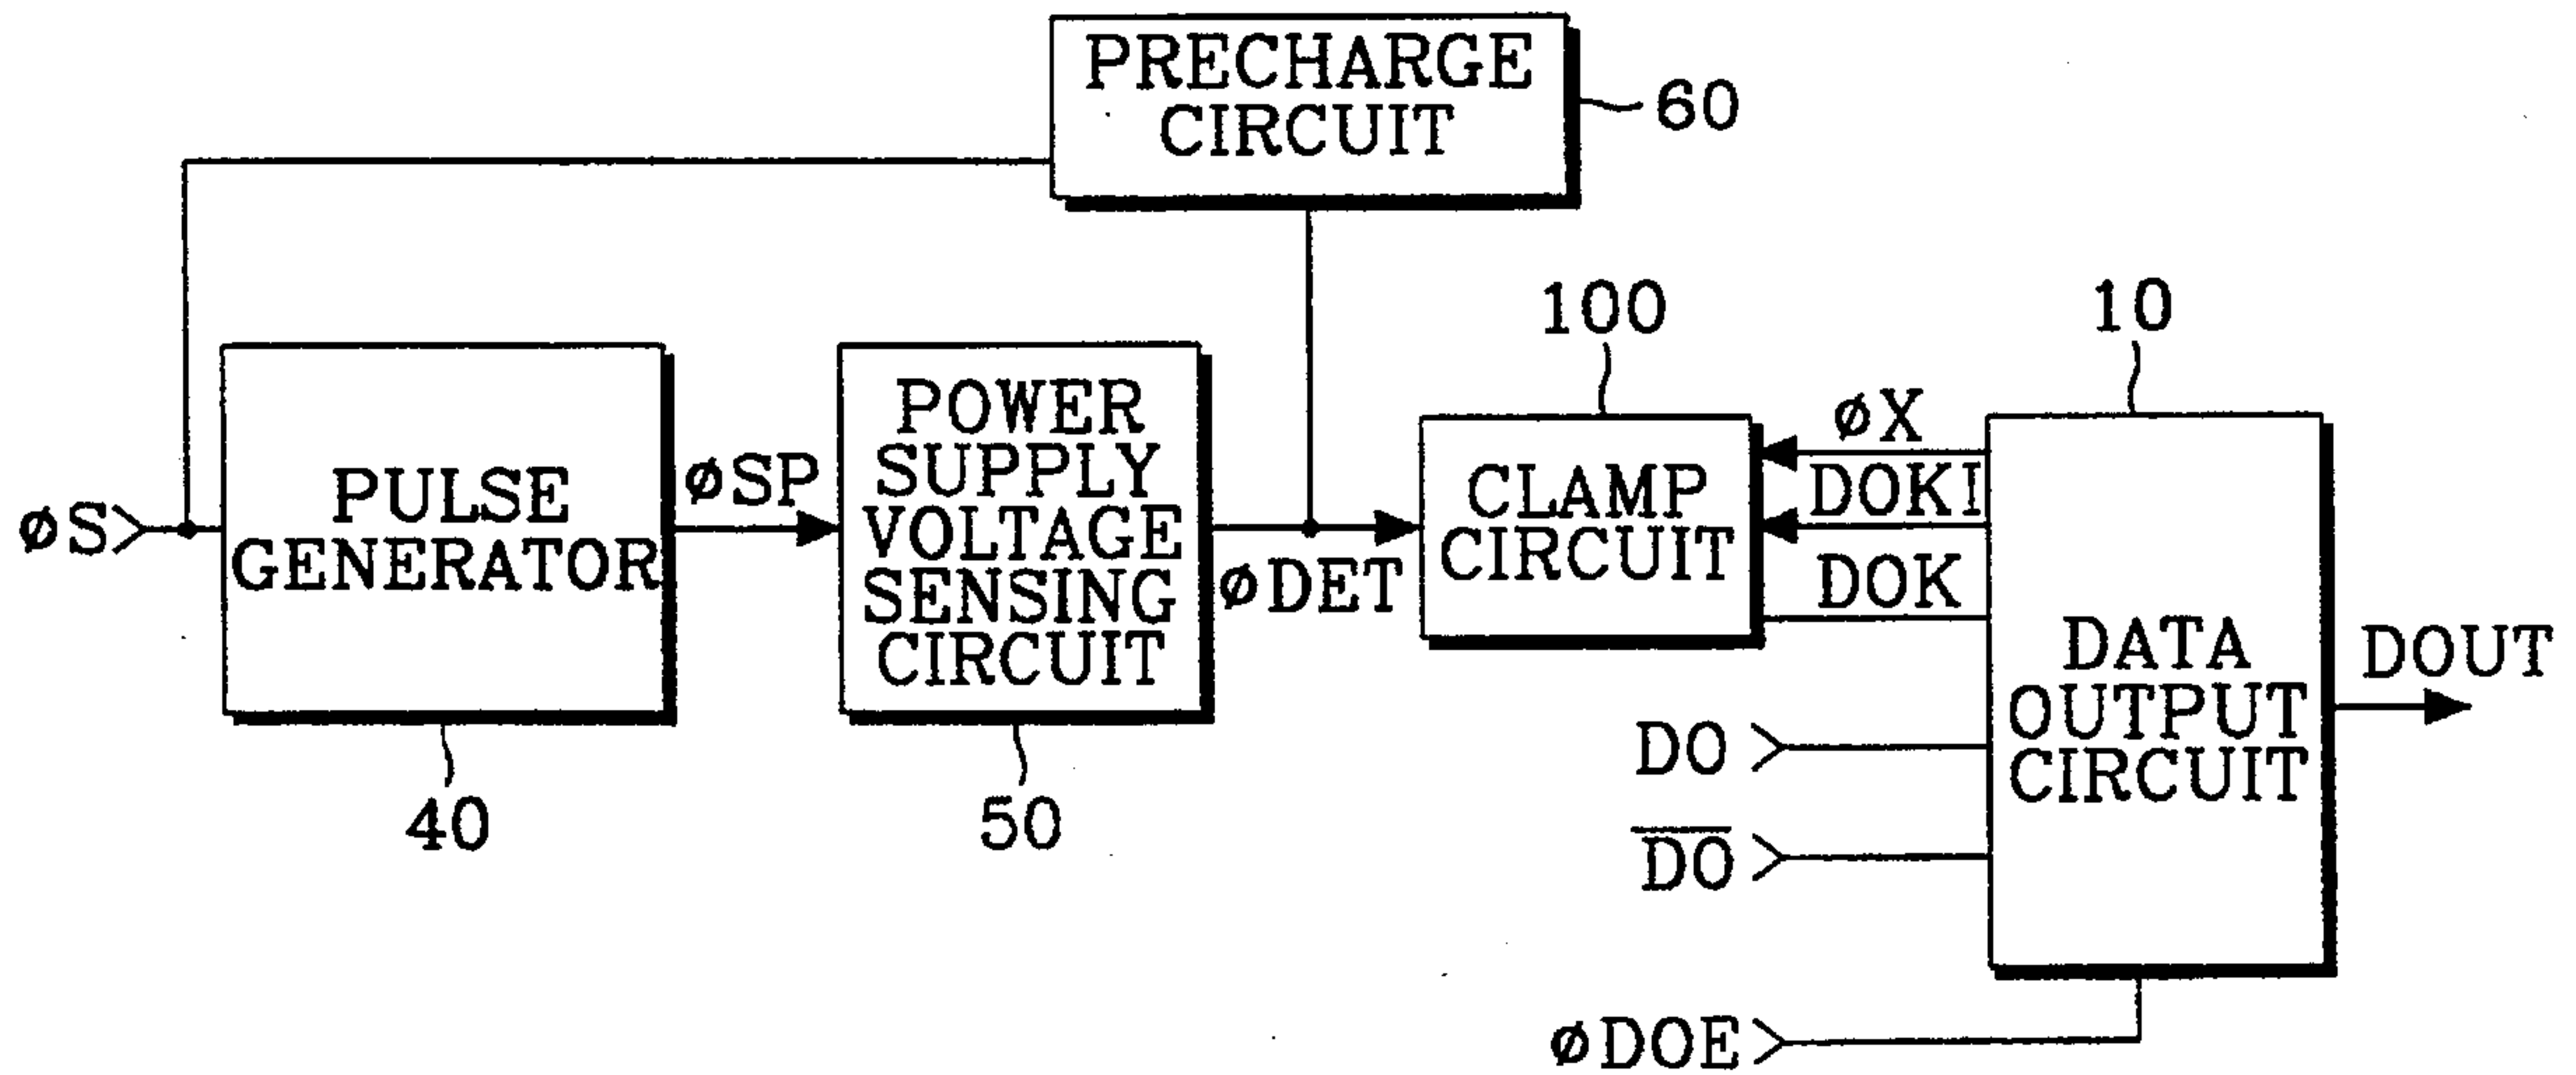 PRECHARGE
CIRCUIT
60
100
10
POWER
SUPPLY
VOLTAGE
SENSING
CIRCUIT
PULSE
GENERATOR
øS
øSP
øDET
CLAMP
CIRCUIT
øX
DOKI
DOK
DATA
OUTPUT
CIRCUIT
DOUT
DO
D̅O̅
øDOE
40
50